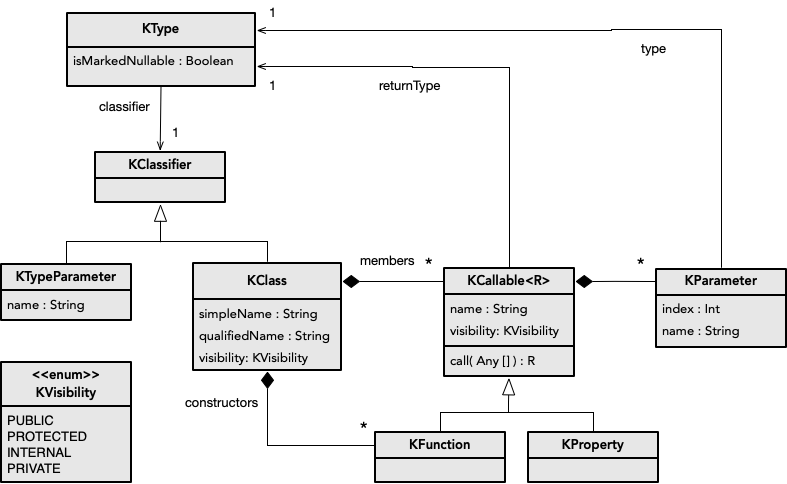 KType
isMarkedNullable : Boolean
1
type
1
returnType
classifier
1
KClassifier
KTypeParameter
name : String
KClass
simpleName : String
qualifiedName : String
visibility: KVisibility
members
*
KCallable<R>
name : String
visibility: KVisibility
call( Any [] ) : R
*
KParameter
index : Int
name : String
<<enum>>
KVisibility
PUBLIC
PROTECTED
INTERNAL
PRIVATE
constructors
*
KFunction
KProperty